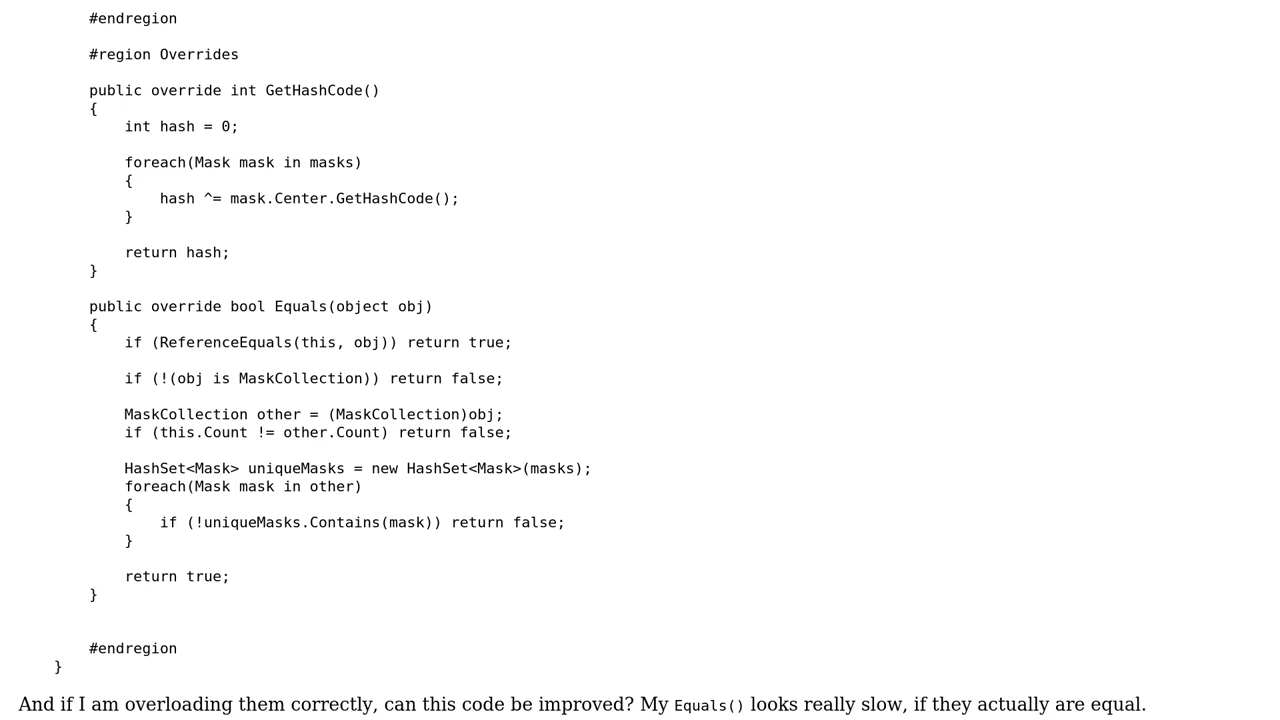 #endregion
#region Overrides
public override int GetHashCode()
{
int hash = 0;
foreach(Mask mask in masks)
{
hash ^= mask.Center.GetHashCode();
}
return hash;
}
public override bool Equals(object obj)
{
if (ReferenceEquals(this, obj)) return true;
if (!(obj is MaskCollection)) return false;
MaskCollection other = (MaskCollection)obj;
if (this.Count != other.Count) return false;
HashSet<Mask> uniqueMasks = new HashSet<Mask>(masks);
foreach(Mask mask in other)
{
if (!uniqueMasks.Contains(mask)) return false;
}
return true;
}
#endregion
}
And if I am overloading them correctly, can this code be improved? My Equals() looks really slow, if they actually are equal.